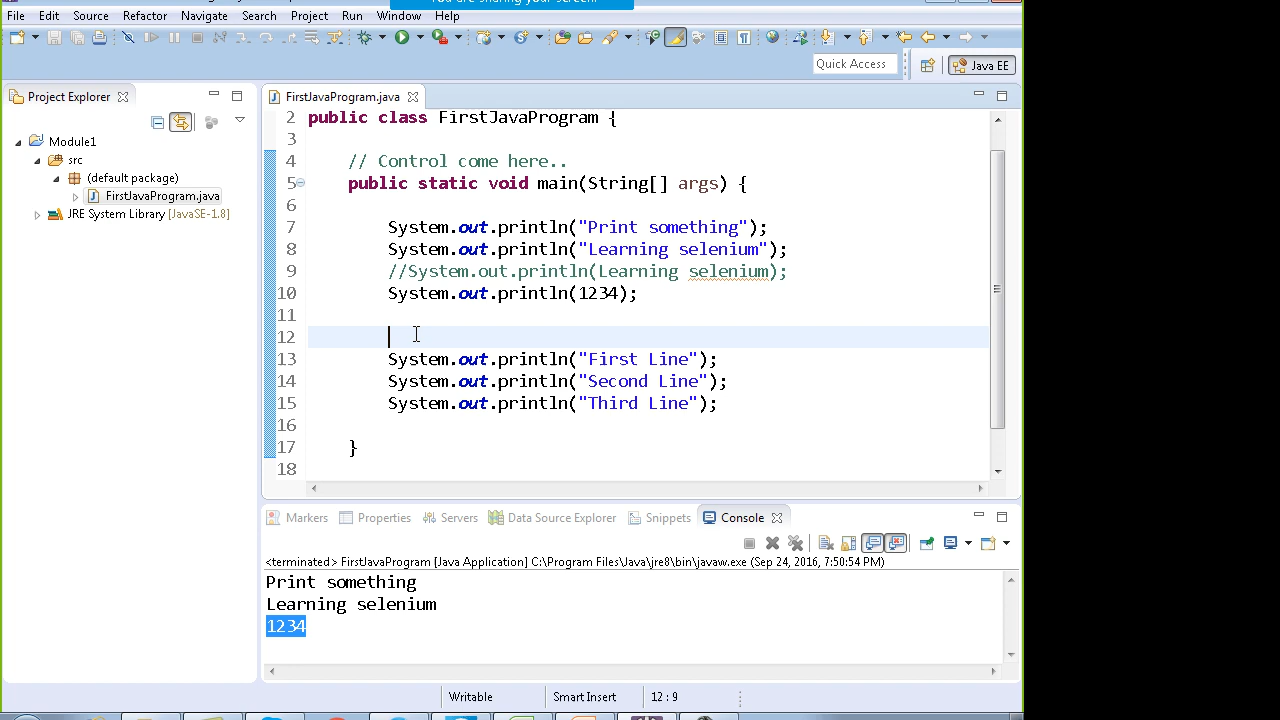 You are sharing your screen.
File Edit Source Refactor Navigate Search Project Run Window Help
Quick Access Java EE
Project Explorer
Module1
src
(default package)
FirstJavaProgram.java
JRE System Library [JavaSE-1.8]
FirstJavaProgram.java
2 public class FirstJavaProgram {
3
4 // Control come here..
5 public static void main(String[] args) {
6
7 System.out.println("Print something");
8 System.out.println("Learning selenium");
9 //System.out.println(Learning selenium);
10 System.out.println(1234);
11
12
13 System.out.println("First Line");
14 System.out.println("Second Line");
15 System.out.println("Third Line");
16
17 }
18
Markers Properties Servers Data Source Explorer Snippets Console
<terminated> FirstJavaProgram [Java Application] C:\Program Files\Java\jre8\bin\javaw.exe (Sep 24, 2016, 7:50:54 PM)
Print something
Learning selenium
1234
Writable Smart Insert 12 : 9